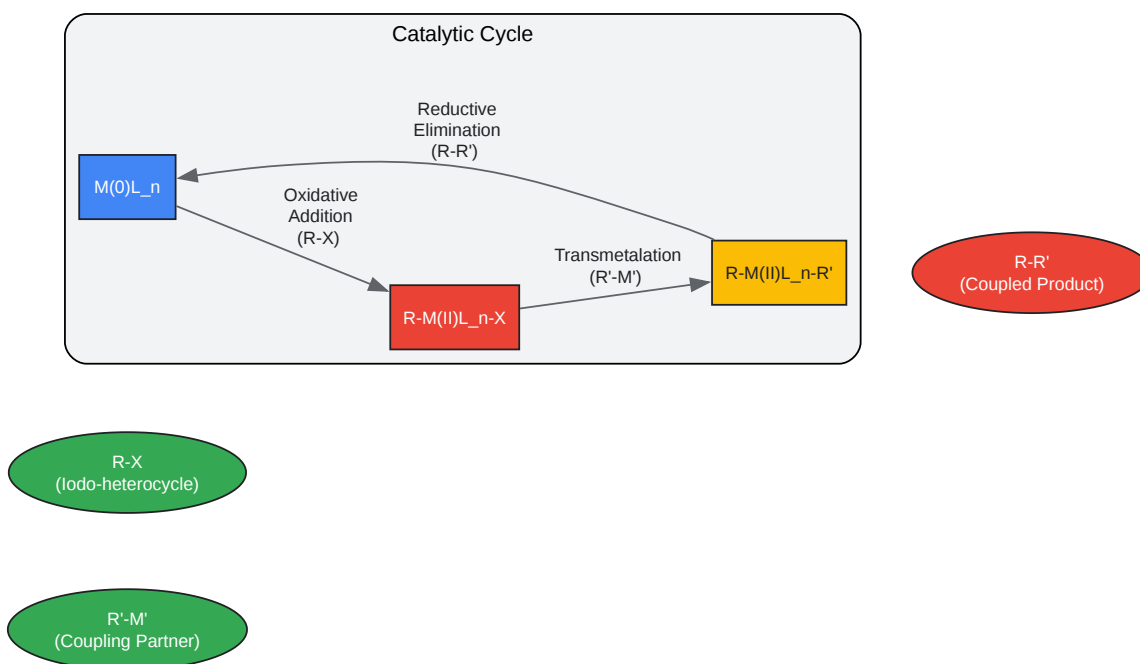 Catalytic Cycle
Reductive
Elimination
(R-R')
M(0)L_n
Oxidative
Addition
(R-X)
Transmetalation
(R'-M')
R-M(II)L_n-R'
R-M(II)L_n-X
R-R'
(Coupled Product)
R-X
(Iodo-heterocycle)
R'-M'
(Coupling Partner)